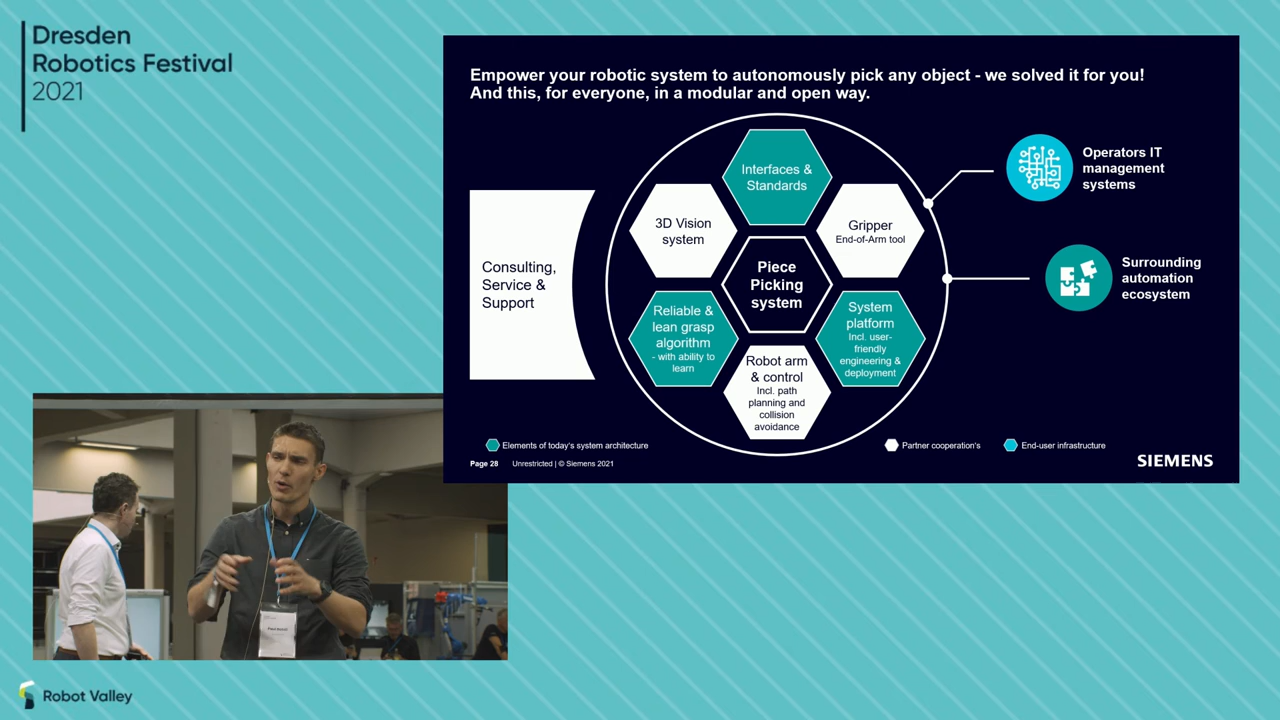 Dresden
Robotics Festival
2021
Empower your robotic system to autonomously pick any object - we solved it for you!
And this, for everyone, in a modular and open way.
Consulting,
Service &
Support
Interfaces &
Standards
3D Vision
system
Gripper
End-of-Arm tool
Piece
Picking
system
Reliable &
lean grasp
algorithm
- with ability to
learn
System
platform
Incl. user-
friendly
engineering &
deployment
Robot arm
& control
Incl. path
planning and
collision
avoidance
Operators IT
management
systems
Surrounding
automation
ecosystem
Elements of today's system architecture
Partner cooperation's
End-user infrastructure
Page 28 Unrestricted | © Siemens 2021
SIEMENS
Robot Valley